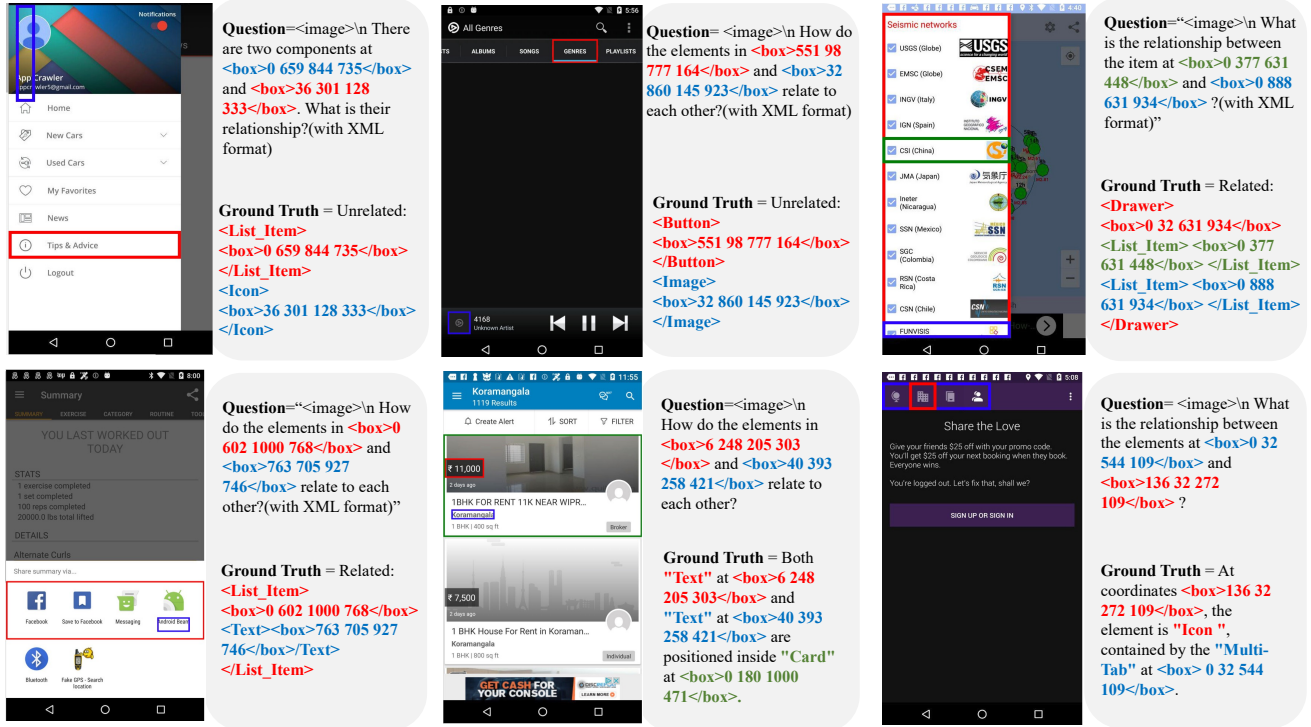 Notifications
App Crawler
appcrawler5@gmail.com
Home
New Cars
Used Cars
My Favorites
News
Tips & Advice
Logout
Question=<image>\n There
are two components at
<box>0 659 844 735</box>
and <box>36 301 128
333</box>. What is their
relationship?(with XML
format)
Ground Truth = Unrelated:
<List_Item>
<box>0 659 844 735</box>
</List_Item>
<Icon>
<box>36 301 128 333</box>
</Icon>
5:56
All Genres
TS ALBUMS SONGS GENRES PLAYLISTS
4168
Unknown Artist
Question= <image>\n How do
the elements in <box>551 98
777 164</box> and <box>32
860 145 923</box> relate to
each other?(with XML format)
Ground Truth = Unrelated:
<Button>
<box>551 98 777 164</box>
</Button>
<Image>
<box>32 860 145 923</box>
</Image>
4:40
Seismic networks
USGS (Globe) USGS
EMSC (Globe) CSEM EMSC
INGV (Italy) INGV
IGN (Spain)
CSI (China)
JMA (Japan) 気象庁
Ineter
(Nicaragua)
SSN (Mexico) SSN
SGC
(Colombia)
RSN (Costa
Rica) RSN
CSN (Chile) CSN
FUNVISIS
Question="<image>\n What
is the relationship between
the item at <box>0 377 631
448</box> and <box>0 888
631 934</box> ?(with XML
format)"
Ground Truth = Related:
<Drawer>
<box>0 32 631 934</box>
<List_Item> <box>0 377
631 448</box> </List_Item>
<List_Item> <box>0 888
631 934</box> </List_Item>
</Drawer>
8:00
Summary
SUMMARY EXERCISE CATEGORY ROUTINE TOO
YOU LAST WORKED OUT
TODAY
STATS
1 exercise completed
1 set completed
100 reps completed
20000.0 lbs total lifted
DETAILS
Alternate Curls
Share summary via...
Facebook Save to Facebook Messaging Android Beam
Bluetooth Fake GPS - Search
location
Question="<image>\n How
do the elements in <box>0
602 1000 768</box> and
<box>763 705 927
746</box> relate to each
other?(with XML format)"
Ground Truth = Related:
<List_Item>
<box>0 602 1000 768</box>
<Text><box>763 705 927
746</box>/Text>
</List_Item>
11:55
Koramangala
1119 Results
Create Alert SORT FILTER
₹ 11,000
2 days ago
1BHK FOR RENT 11K NEAR WIPR...
Koramangala
1 BHK | 400 sq ft Broker
₹ 7,500
2 days ago
1 BHK House For Rent in Koraman...
Koramangala
1 BHK | 800 sq ft Individual
GET CASH FOR
YOUR CONSOLE LEARN MORE
Question=<image>\n
How do the elements in
<box>6 248 205 303
</box> and <box>40 393
258 421</box> relate to
each other?
Ground Truth = Both
"Text" at <box>6 248
205 303</box> and
"Text" at <box>40 393
258 421</box> are
positioned inside "Card"
at <box>0 180 1000
471</box>.
5:08
Share the Love
Give your friends $25 off with your promo code.
You'll get $25 off your next booking when they book.
Everyone wins.
You're logged out. Let's fix that, shall we?
SIGN UP OR SIGN IN
Question= <image>\n What
is the relationship between
the elements at <box>0 32
544 109</box> and
<box>136 32 272
109</box> ?
Ground Truth = At
coordinates <box>136 32
272 109</box>, the
element is "Icon ",
contained by the "Multi-
Tab" at <box> 0 32 544
109</box>.